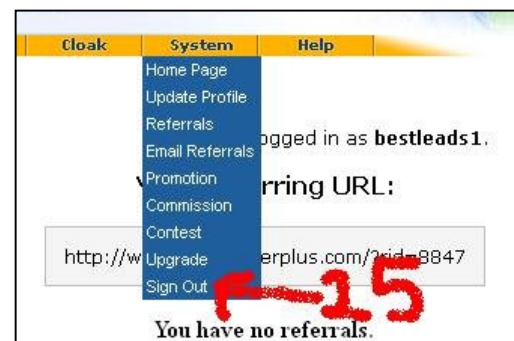 Cloak System Help
Home Page
Update Profile
Referrals
Email Referrals
Promotion
Commission
Contest
Upgrade
Sign Out
ogged in as bestleads1.
rring URL:
http://w erplus.com/?rid=8847
15
You have no referrals.